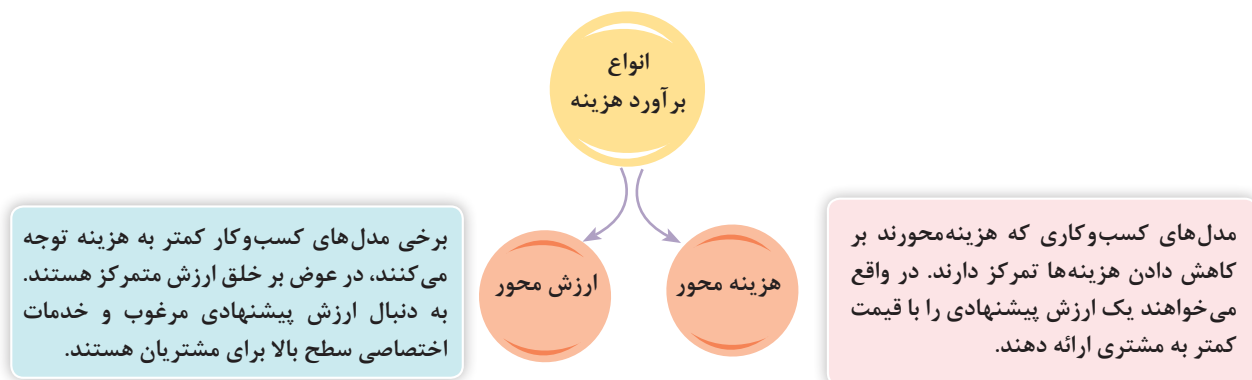 انواع
برآورد هزینه
هزینه محور
مدل‌های کسب‌وکاری که هزینه‌محورند بر
کاهش دادن هزینه‌ها تمرکز دارند. در واقع
می‌خواهند یک ارزش پیشنهادی را با قیمت
کمتر به مشتری ارائه دهند.
ارزش محور
برخی مدل‌های کسب‌وکار کمتر به هزینه توجه
می‌کنند، در عوض بر خلق ارزش متمرکز هستند.
به دنبال ارزش پیشنهادی مرغوب و خدمات
اختصاصی سطح بالا برای مشتریان هستند.